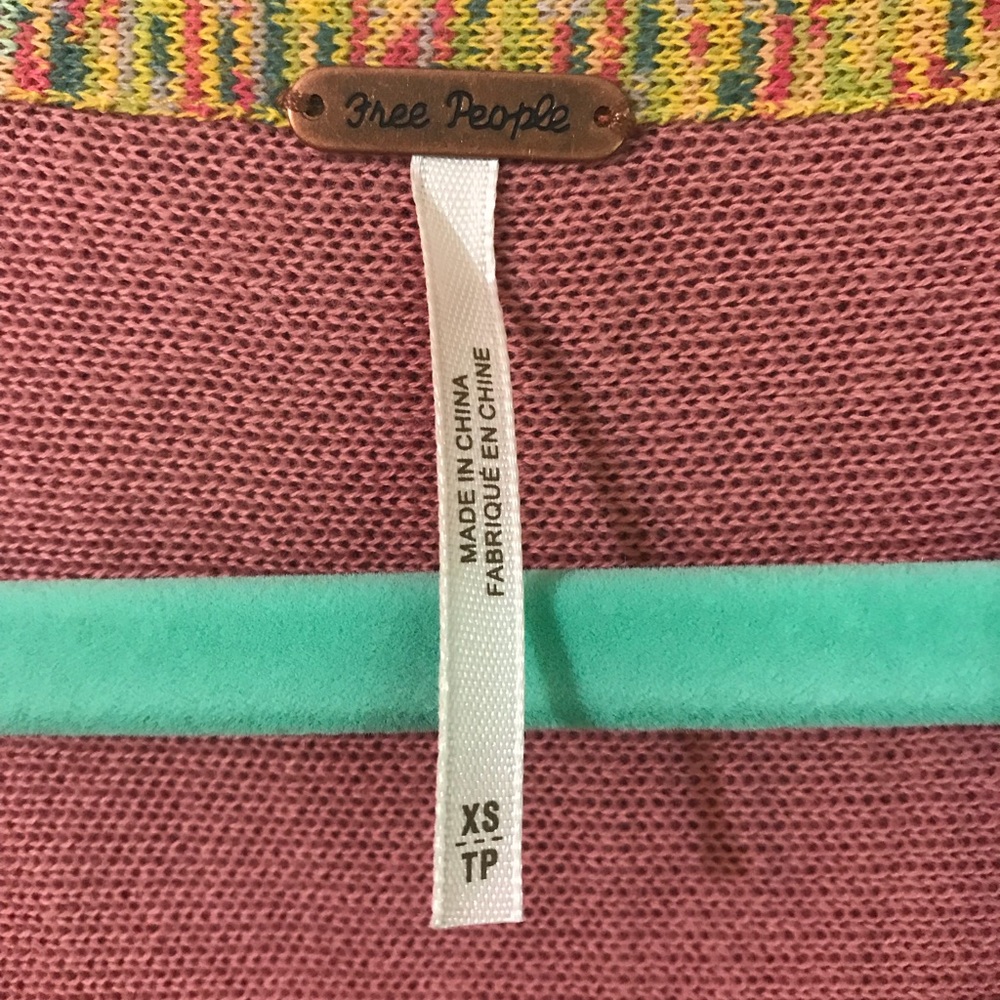 Free People
MADE IN CHINA
FABRIQUÉ EN CHINE
XS
TP